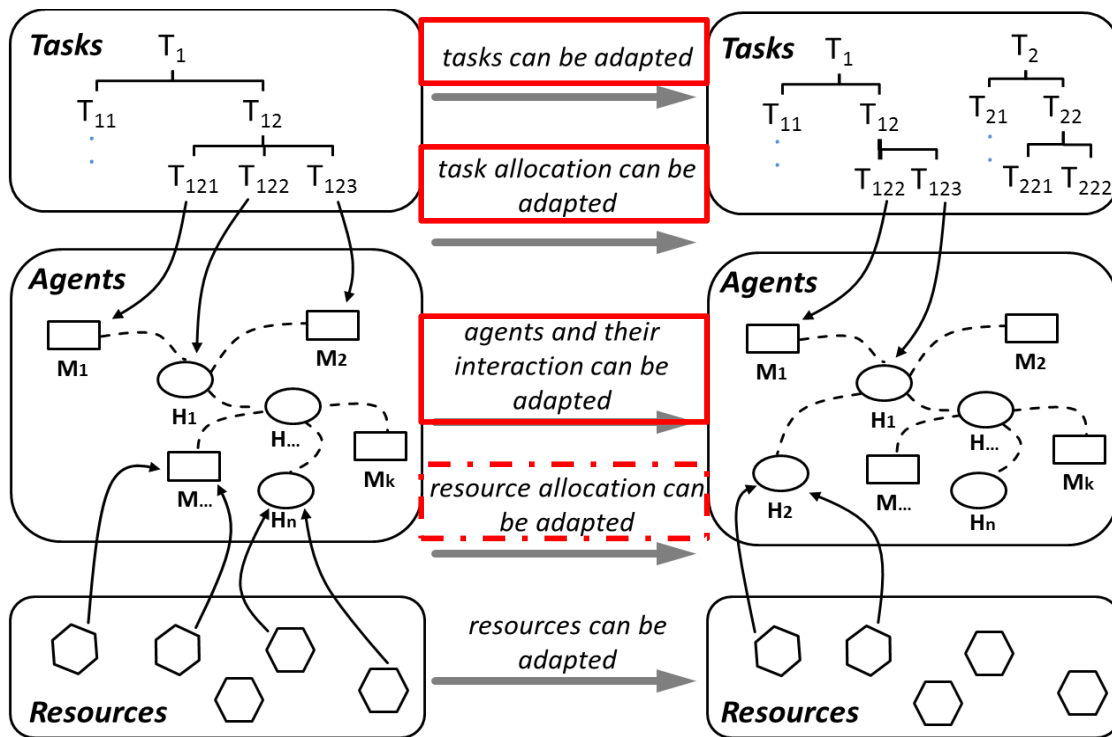 Tasks
T1
T11
T12
T121 T122 T123
Agents
M1
M2
H1
H...
M...
Mk
Hn
Resources
tasks can be adapted
task allocation can be
adapted
agents and their
interaction can be
adapted
resource allocation can
be adapted
resources can be
adapted
Tasks
T1
T2
T11
T12
T21
T22
T122 T123
T221 T222
Agents
M1
M2
H1
H...
M...
Mk
H2
Hn
Resources